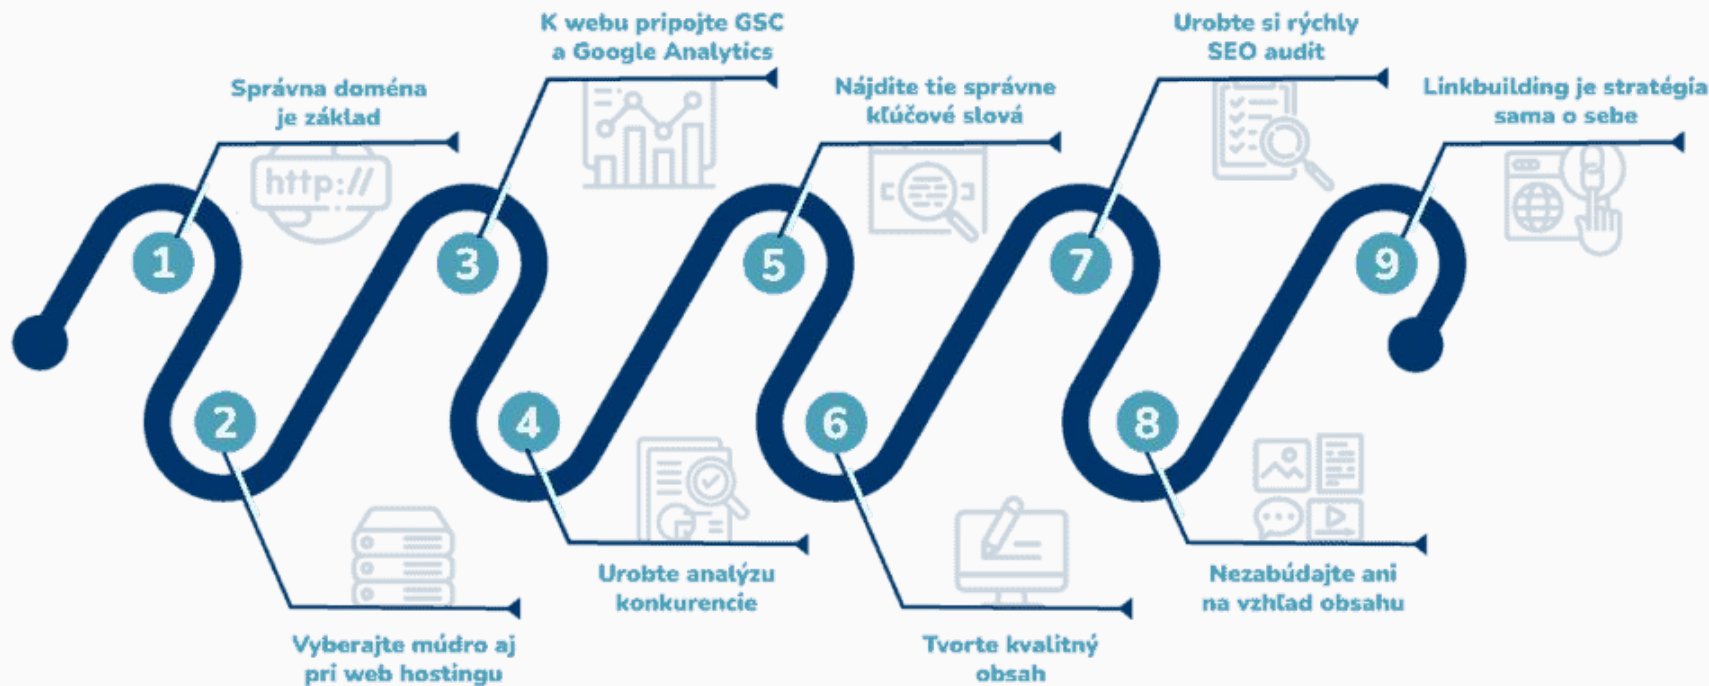 Správna doména
je základ
http://
1
Vyberajte múdro aj
pri web hostingu
2
K webu pripojte GSC
a Google Analytics
3
Urobte analýzu
konkurencie
4
Nájdite tie správne
kľúčové slová
5
Tvorte kvalitný
obsah
6
Urobte si rýchly
SEO audit
7
Nezabúdajte ani
na vzhľad obsahu
8
Linkbuilding je stratégia
sama o sebe
9